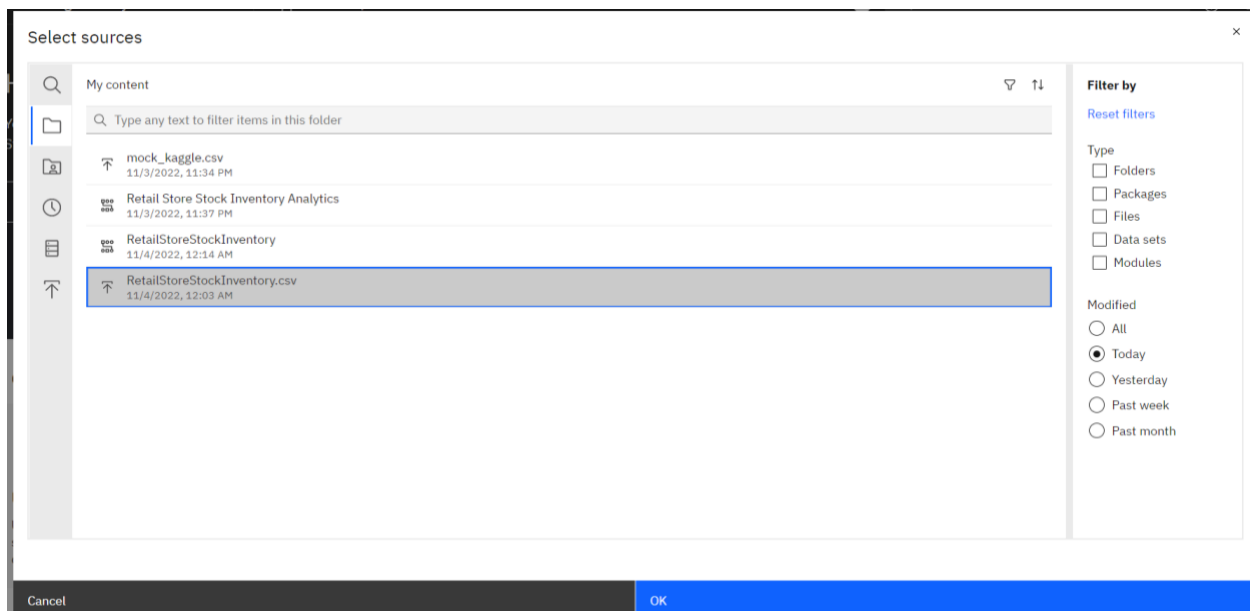 Select sources
My content
Type any text to filter items in this folder
mock_kaggle.csv
11/3/2022, 11:34 PM
Retail Store Stock Inventory Analytics
11/3/2022, 11:37 PM
RetailStoreStockInventory
11/4/2022, 12:14 AM
RetailStoreStockInventory.csv
11/4/2022, 12:03 AM
Filter by
Reset filters
Type
Folders
Packages
Files
Data sets
Modules
Modified
All
Today
Yesterday
Past week
Past month
Cancel
OK